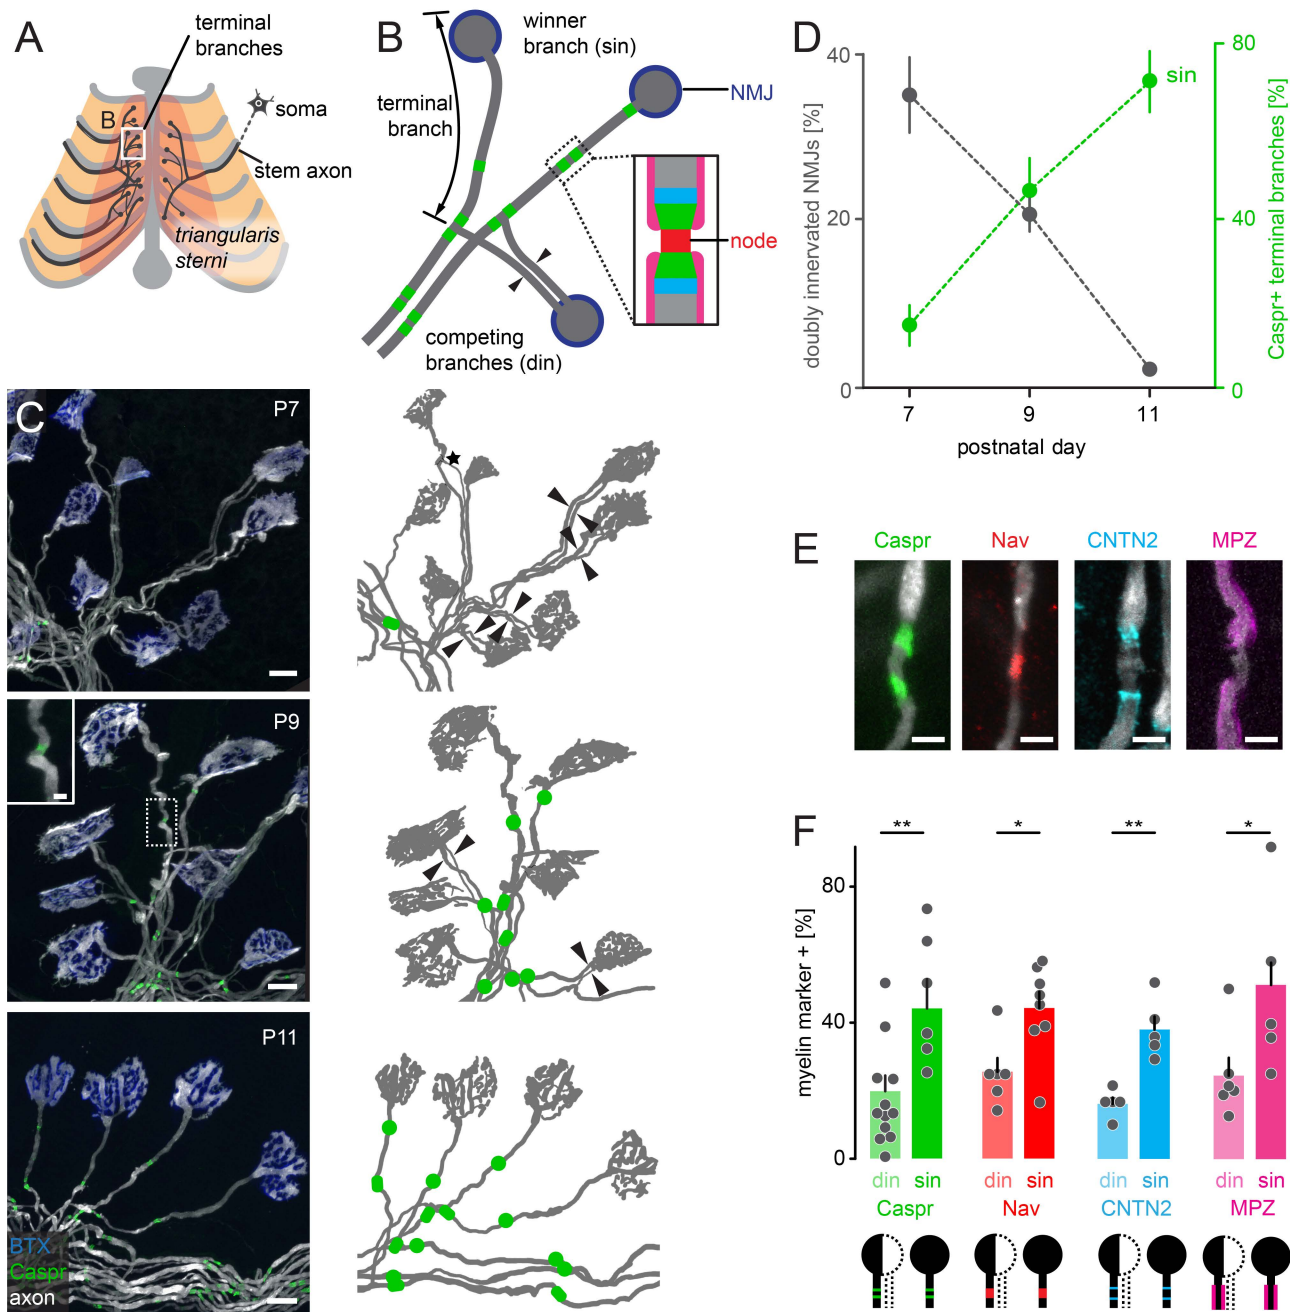 A
terminal
branches
B
soma
stem axon
triangularis
sterni
B
winner
branch (sin)
NMJ
terminal
branch
node
competing
branches (din)
D
40
20
0
doubly innervated NMJs [%]
80
40
0
Caspr+ terminal branches [%]
sin
7
9
11
postnatal day
C
P7
P9
P11
BTX
Caspr
axon
E
Caspr
Nav
CNTN2
MPZ
F
**
*
**
*
80
40
0
myelin marker + [%]
din sin
din sin
din sin
din sin
Caspr
Nav
CNTN2
MPZ